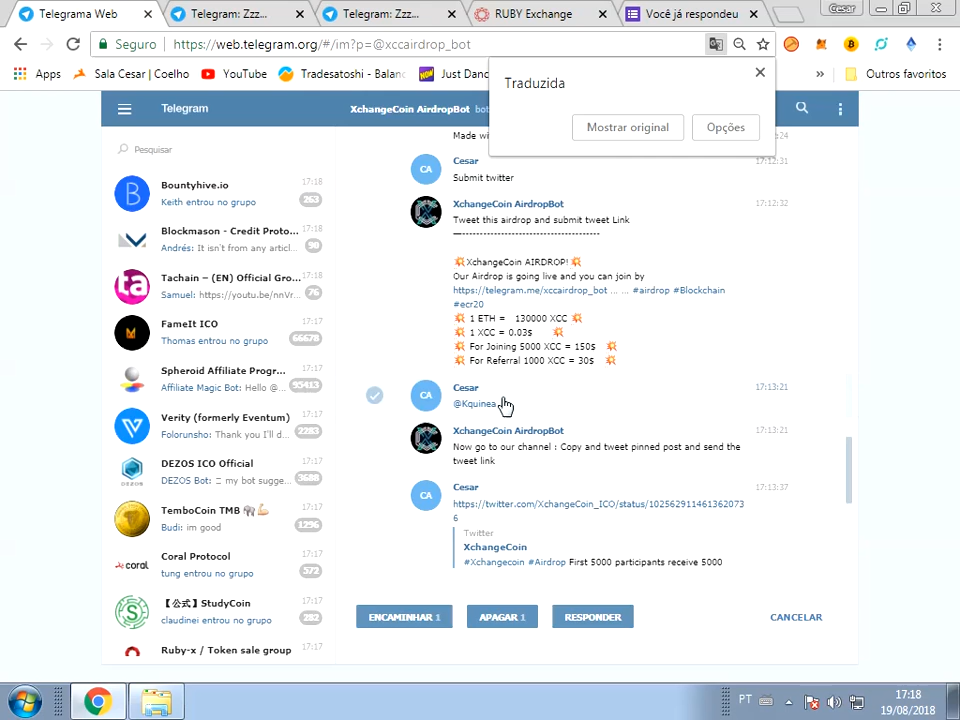 Telegrama Web
Telegram: Zzz...
Telegram: Zzz...
RUBY Exchange
Você já respondeu
Cesar
Seguro
https://web.telegram.org/#/im?p=@xccairdrop_bot
Apps
Sala Cesar | Coelho
YouTube
Tradesatoshi - Balan
Just Danc
»
Outros favoritos
Traduzida
Mostrar original
Opções
Telegram
XchangeCoin AirdropBot bot
Pesquisar
Bountyhive.io
17:18
Keith entrou no grupo
263
Blockmason - Credit Proto...
17:18
Andrés: It isn't from any articl...
90
Tachain – (EN) Official Gro...
17:18
Samuel: https://youtu.be/nnVr...
76
FameIt ICO
17:17
Thomas entrou no grupo
66678
Spheroid Affiliate Progr...
17:17
Affiliate Magic Bot: Hello @...
95413
Verity (formerly Eventum)
17:17
Folorunsho: Thank you I'll d...
2283
DEZOS ICO Official
17:17
DEZOS Bot: :: my bot sugge...
3688
TemboCoin TMB 🐘💪🏻
17:17
Budi: im good
1296
Coral Protocol
17:17
tung entrou no grupo
572
【公式】StudyCoin
17:17
claudinei entrou no grupo
282
Ruby-x / Token sale group
17:17
Made wi
:24
CA
Cesar
17:12:31
Submit twitter
XchangeCoin AirdropBot
17:12:32
Tweet this airdrop and submit tweet Link
—-----------------------------------
💥XchangeCoin AIRDROP!💥
Our Airdrop is going live and you can join by
https://telegram.me/xccairdrop_bot ... ... #airdrop #Blockchain
#ecr20
💥 1 ETH = 130000 XCC 💥
💥 1 XCC = 0.03$ 💥
💥 For Joining 5000 XCC = 150$ 💥
💥 For Referral 1000 XCC = 30$ 💥
CA
Cesar
17:13:21
@Kquinea
XchangeCoin AirdropBot
17:13:21
Now go to our channel : Copy and tweet pinned post and send the
tweet link
CA
Cesar
17:13:37
https://twitter.com/XchangeCoin_ICO/status/102562911461362073
6
Twitter
XchangeCoin
#Xchangecoin #Airdrop First 5000 participants receive 5000
ENCAMINHAR 1
APAGAR 1
RESPONDER
CANCELAR
PT
17:18
19/08/2018